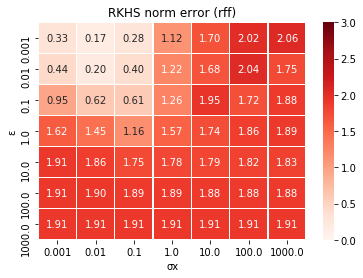 RKHS norm error (rff)
0.001 0.33 0.17 0.28 1.12 1.70 2.02 2.06
0.01 0.44 0.20 0.40 1.22 1.68 2.04 1.75
0.1 0.95 0.62 0.61 1.26 1.95 1.72 1.88
1.0 1.62 1.45 1.16 1.57 1.74 1.86 1.89
10.0 1.91 1.86 1.75 1.78 1.79 1.82 1.83
100.0 1.91 1.90 1.89 1.89 1.88 1.88 1.88
1000.0 1.91 1.91 1.91 1.91 1.91 1.91 1.91
0.001 0.01 0.1 1.0 10.0 100.0 1000.0
σx
ε
3.0
2.5
2.0
1.5
1.0
0.5
0.0